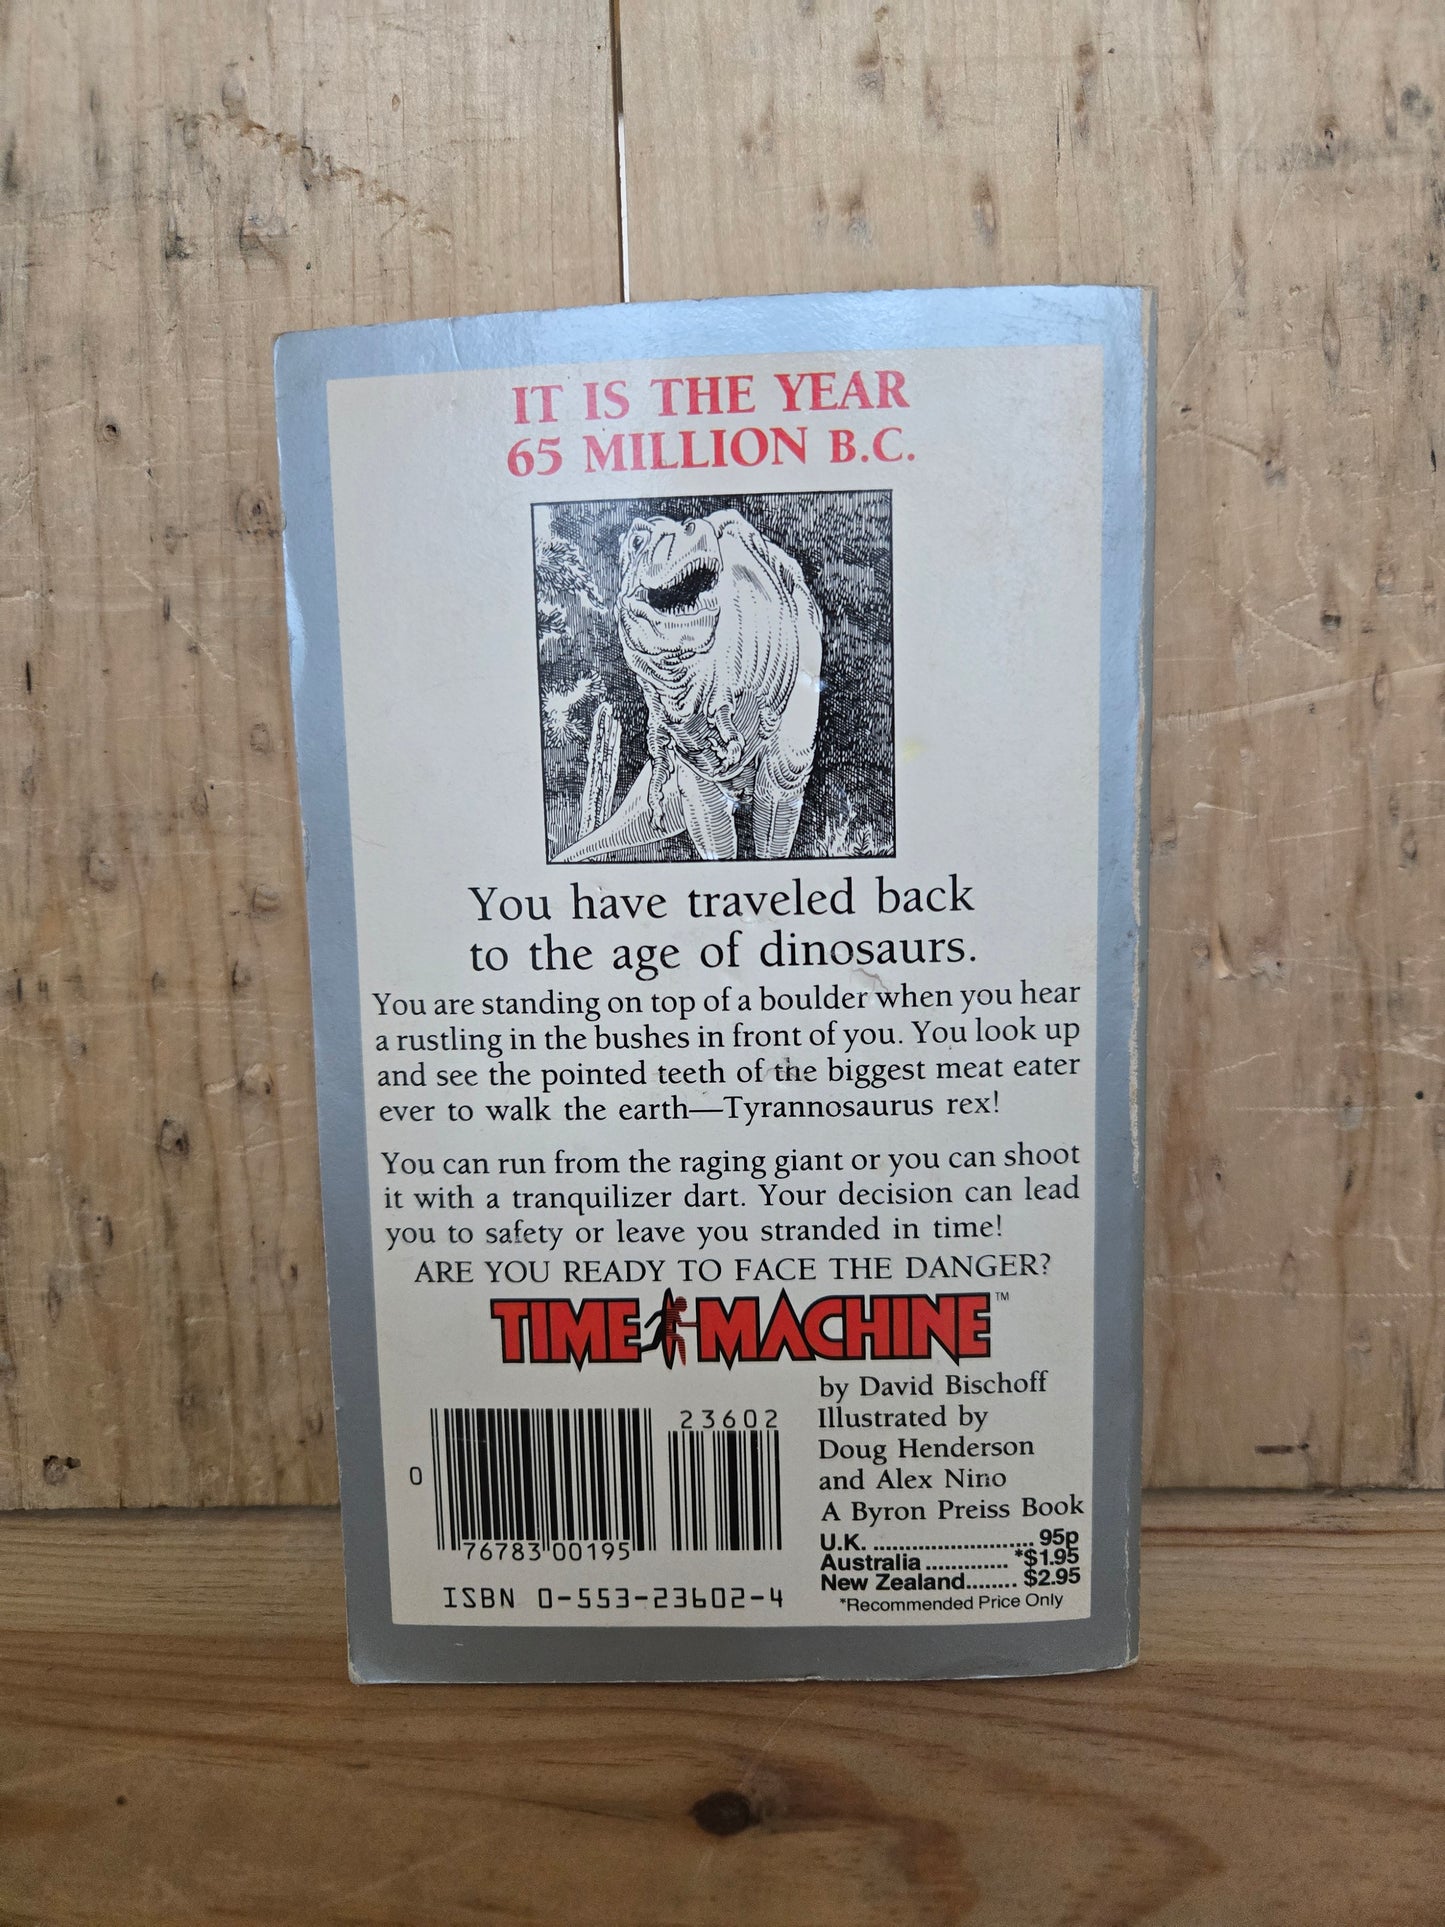 IT IS THE YEAR
65 MILLION B.C.
You have traveled back
to the age of dinosaurs.
You are standing on top of a boulder when you hear
a rustling in the bushes in front of you. You look up
and see the pointed teeth of the biggest meat eater
ever to walk the earth—Tyrannosaurus rex!
You can run from the raging giant or you can shoot
it with a tranquilizer dart. Your decision can lead
you to safety or leave you stranded in time!
ARE YOU READY TO FACE THE DANGER?
TIME MACHINE™
by David Bischoff
Illustrated by
Doug Henderson
and Alex Nino
A Byron Preiss Book
U.K. .......................... 95p
Australia ............. *$1.95
New Zealand........ $2.95
*Recommended Price Only
23602
0
76783 00195
ISBN 0-553-23602-4